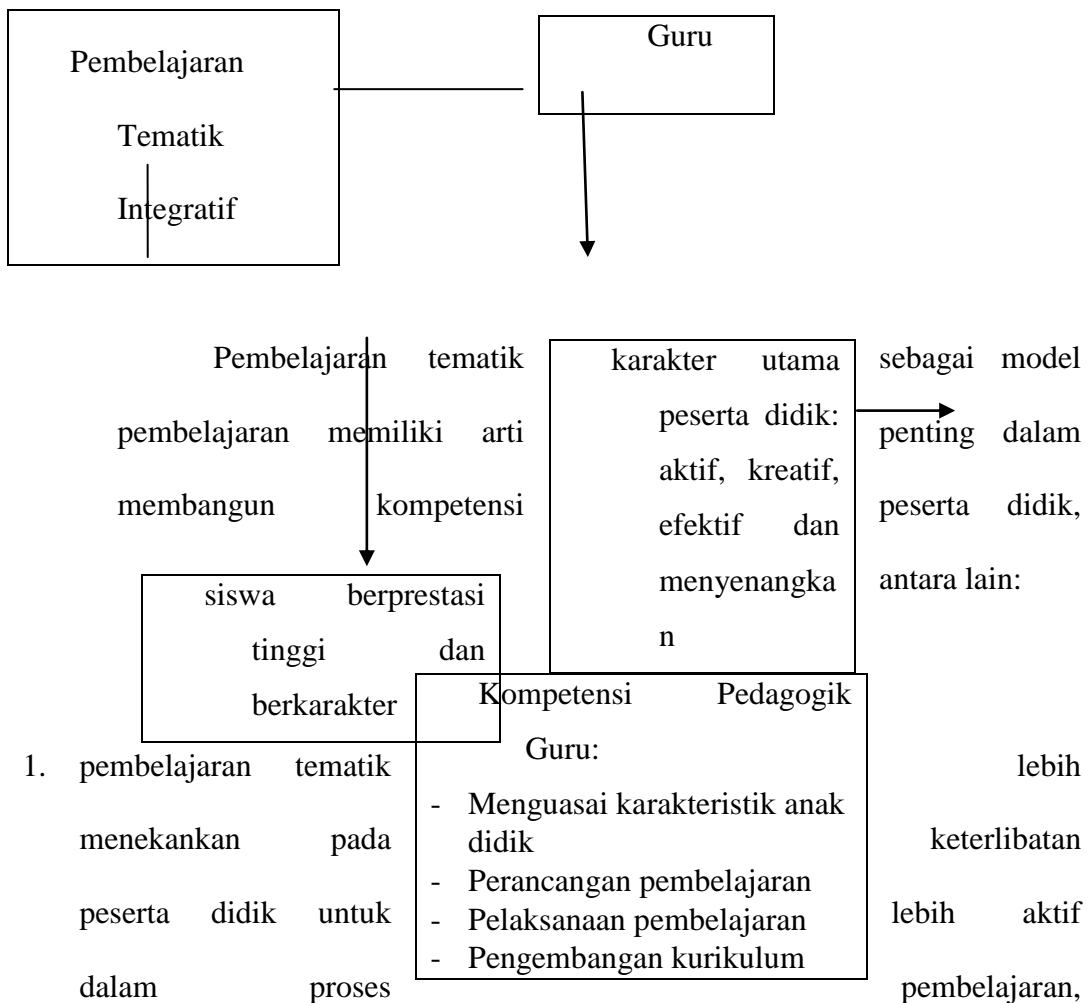 Pembelajaran
Tematik
Integratif
Guru
Pembelajaran tematik
pembelajaran memiliki arti
membangun kompetensi
karakter utama
peserta didik:
aktif, kreatif,
efektif dan
menyenangka
n
sebagai model
penting dalam
peserta didik,
antara lain:
siswa berprestasi
tinggi dan
berkarakter
Kompetensi Pedagogik
Guru:
- Menguasai karakteristik anak
didik
- Perancangan pembelajaran
- Pelaksanaan pembelajaran
- Pengembangan kurikulum
1. pembelajaran tematik lebih
menekankan pada keterlibatan
peserta didik untuk lebih aktif
dalam proses pembelajaran,